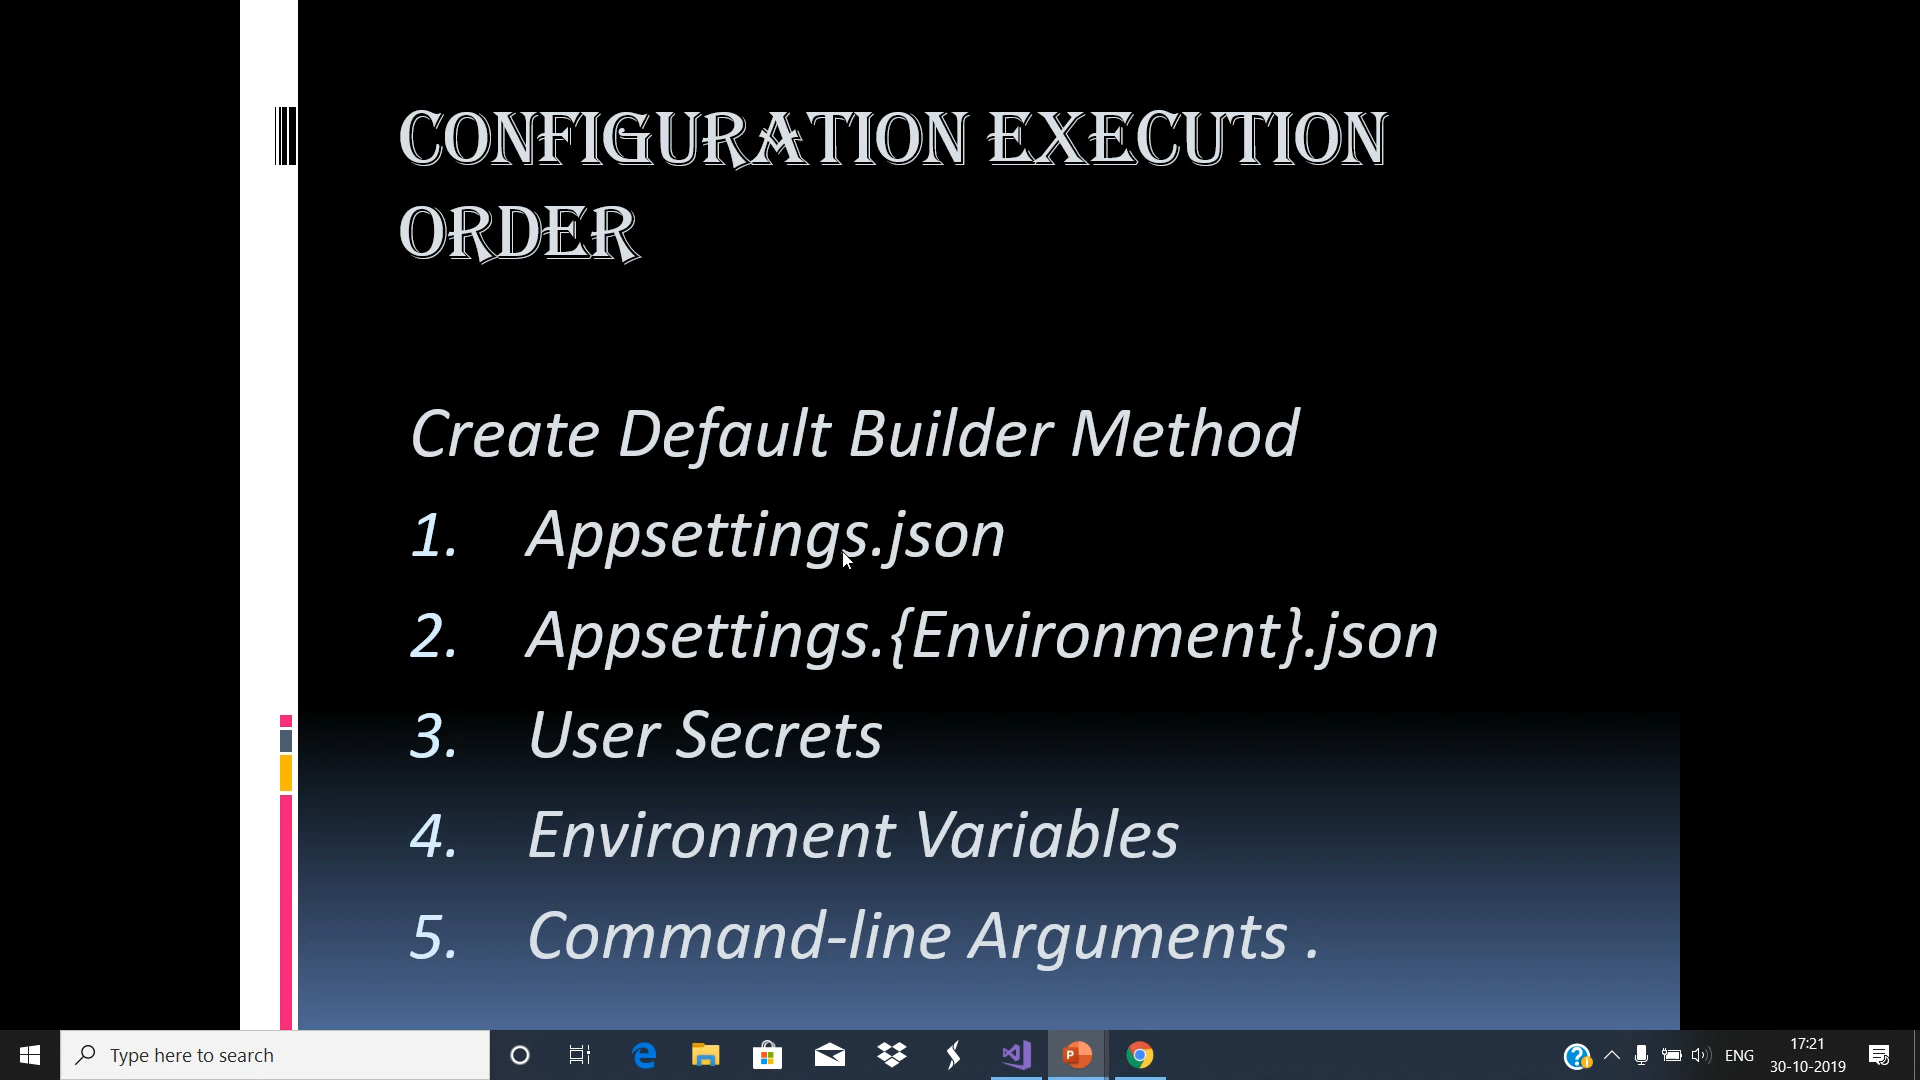 CONFIGURATION EXECUTION
ORDER
Create Default Builder Method
1. Appsettings.json
2. Appsettings.{Environment}.json
3. User Secrets
4. Environment Variables
5. Command-line Arguments .
Type here to search
ENG
17:21
30-10-2019